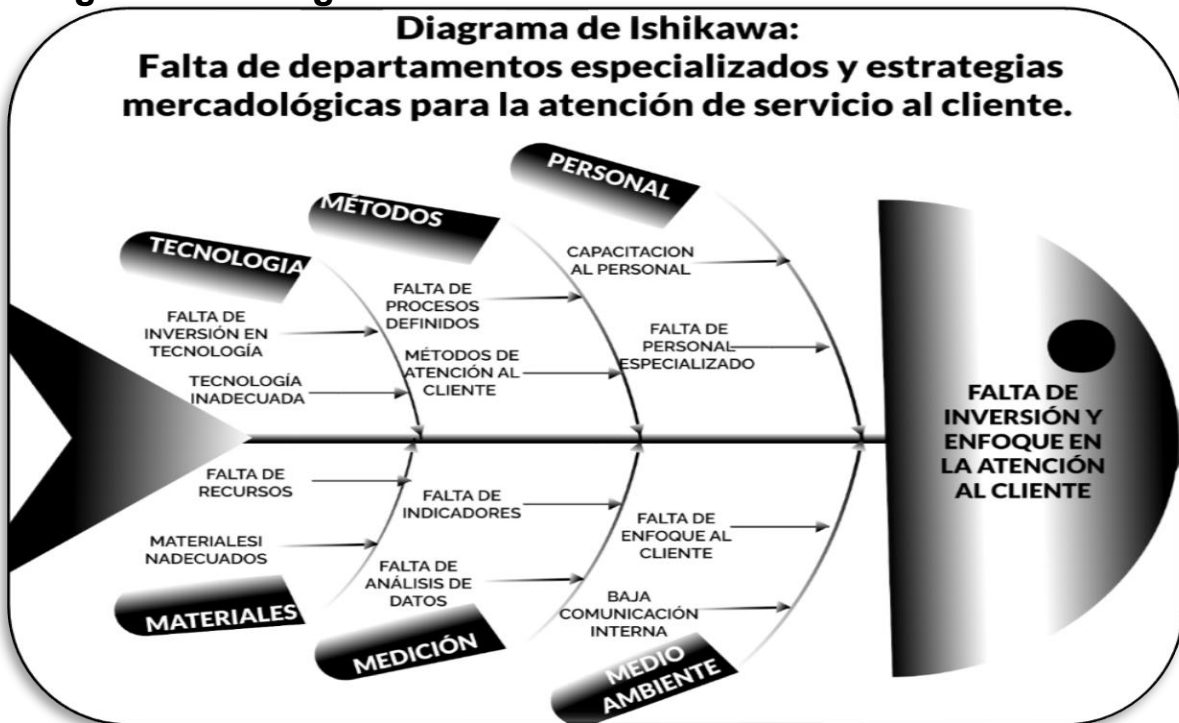 Diagrama de Ishikawa:
Falta de departamentos especializados y estrategias
mercadológicas para la atención de servicio al cliente.
PERSONAL
MÉTODOS
TECNOLOGIA
CAPACITACION
AL PERSONAL
FALTA DE
PROCESOS
DEFINIDOS
FALTA DE
INVERSIÓN EN
TECNOLOGÍA
FALTA DE
PERSONAL
ESPECIALIZADO
MÉTODOS DE
ATENCIÓN AL
CLIENTE
TECNOLOGÍA
INADECUADA
FALTA DE
INVERSIÓN Y
ENFOQUE EN
LA ATENCIÓN
AL CLIENTE
FALTA DE
RECURSOS
FALTA DE
INDICADORES
FALTA DE
ENFOQUE AL
CLIENTE
MATERIALESI
NADECUADOS
FALTA DE
ANÁLISIS DE
DATOS
BAJA
COMUNICACIÓN
INTERNA
MATERIALES
MEDICIÓN
MEDIO
AMBIENTE